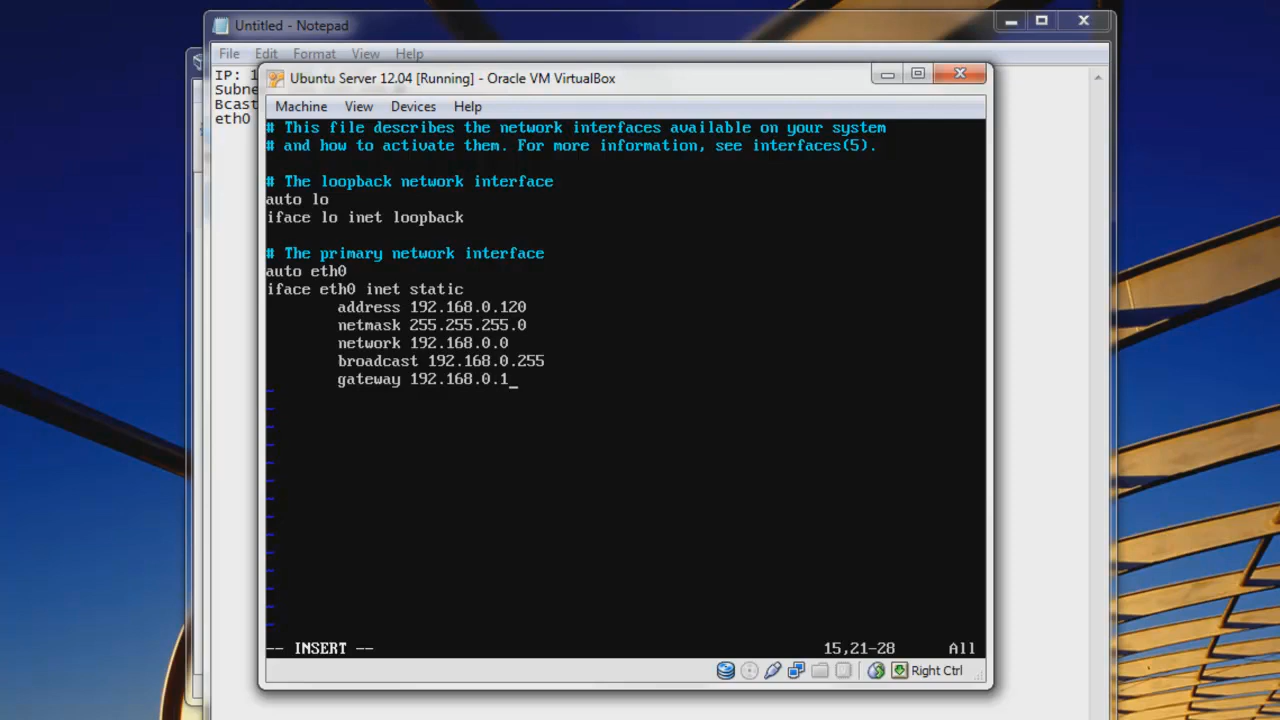 Untitled - Notepad
File Edit Format View Help
IP: 1
Subne
Bcast
eth0
Ubuntu Server 12.04 [Running] - Oracle VM VirtualBox
Machine View Devices Help
# This file describes the network interfaces available on your system
# and how to activate them. For more information, see interfaces(5).
# The loopback network interface
auto lo
iface lo inet loopback
# The primary network interface
auto eth0
iface eth0 inet static
address 192.168.0.120
netmask 255.255.255.0
network 192.168.0.0
broadcast 192.168.0.255
gateway 192.168.0.1_
~
~
~
~
~
~
~
~
~
~
~
~
~
~
-- INSERT --
15,21-28 All
Right Ctrl